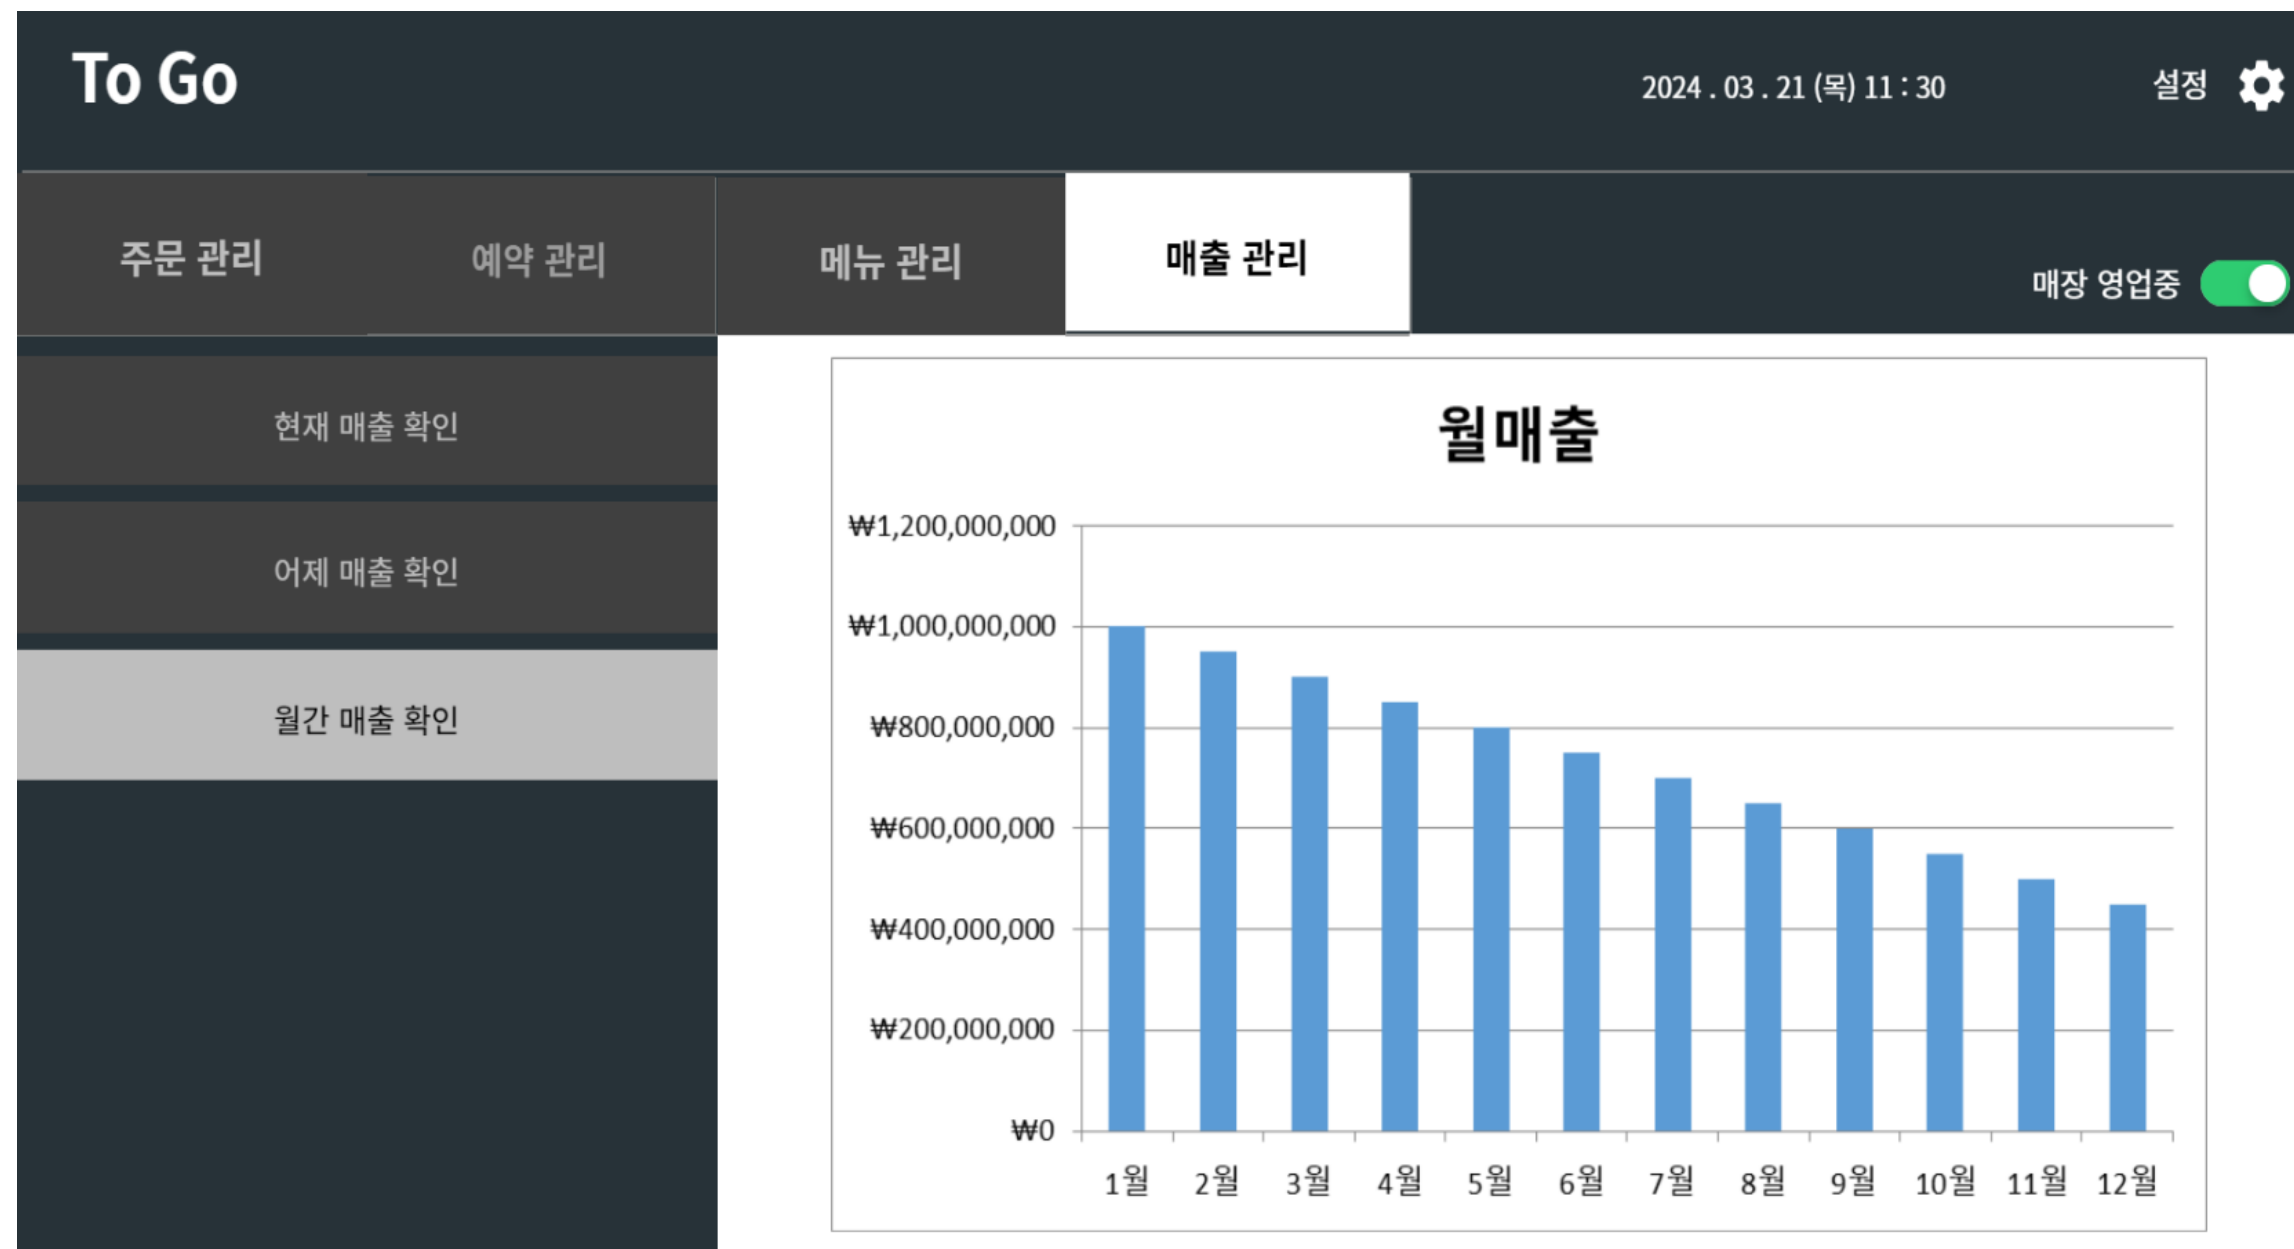 To Go
2024 . 03 . 21 (목) 11 : 30
설정
주문 관리
예약 관리
메뉴 관리
매출 관리
매장 영업중
현재 매출 확인
어제 매출 확인
월간 매출 확인
월매출
₩1,200,000,000
₩1,000,000,000
₩800,000,000
₩600,000,000
₩400,000,000
₩200,000,000
₩0
1월 2월 3월 4월 5월 6월 7월 8월 9월 10월 11월 12월